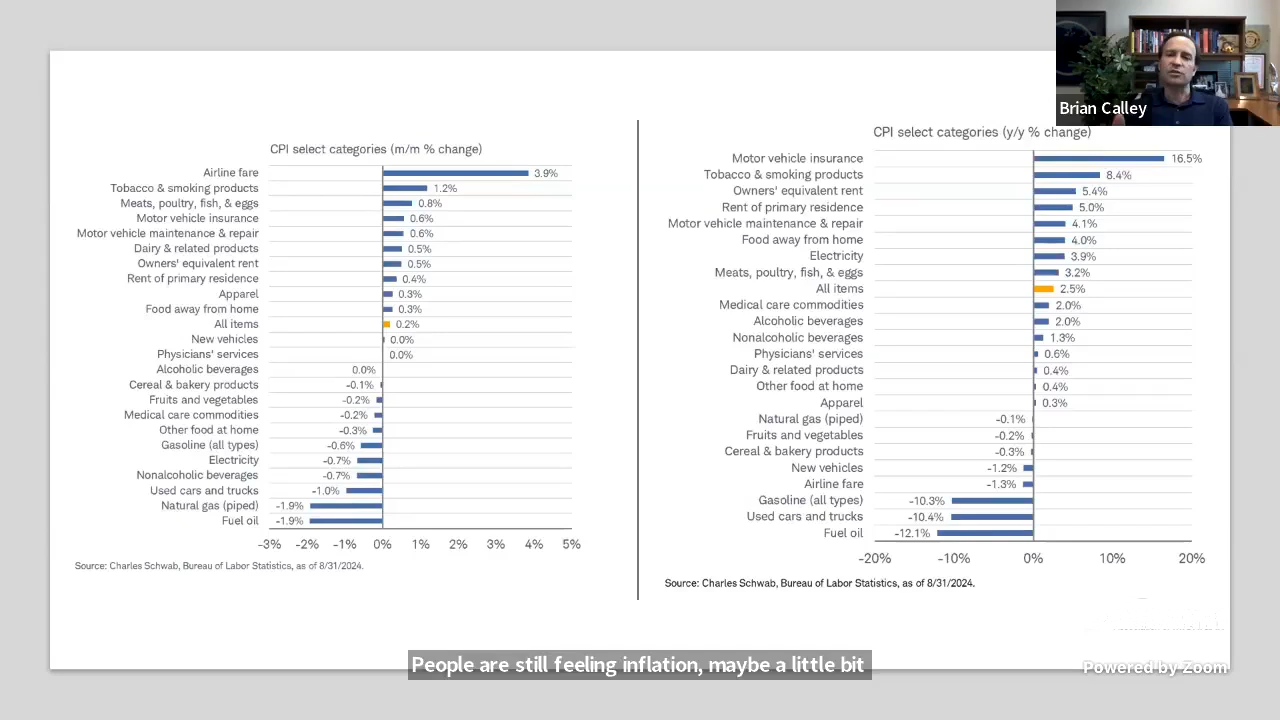 Brian Calley
CPI select categories (m/m % change)
Airline fare 3.9%
Tobacco & smoking products 1.2%
Meats, poultry, fish, & eggs 0.8%
Motor vehicle insurance 0.6%
Motor vehicle maintenance & repair 0.6%
Dairy & related products 0.5%
Owners' equivalent rent 0.5%
Rent of primary residence 0.4%
Apparel 0.3%
Food away from home 0.3%
All items 0.2%
New vehicles 0.0%
Physicians' services 0.0%
Alcoholic beverages 0.0%
Cereal & bakery products -0.1%
Fruits and vegetables -0.2%
Medical care commodities -0.2%
Other food at home -0.3%
Gasoline (all types) -0.6%
Electricity -0.7%
Nonalcoholic beverages -0.7%
Used cars and trucks -1.0%
Natural gas (piped) -1.9%
Fuel oil -1.9%
-3% -2% -1% 0% 1% 2% 3% 4% 5%
Source: Charles Schwab, Bureau of Labor Statistics, as of 8/31/2024.
CPI select categories (y/y % change)
Motor vehicle insurance 16.5%
Tobacco & smoking products 8.4%
Owners' equivalent rent 5.4%
Rent of primary residence 5.0%
Motor vehicle maintenance & repair 4.1%
Food away from home 4.0%
Electricity 3.9%
Meats, poultry, fish, & eggs 3.2%
All items 2.5%
Medical care commodities 2.0%
Alcoholic beverages 2.0%
Nonalcoholic beverages 1.3%
Physicians' services 0.6%
Dairy & related products 0.4%
Other food at home 0.4%
Apparel 0.3%
Natural gas (piped) -0.1%
Fruits and vegetables -0.2%
Cereal & bakery products -0.3%
New vehicles -1.2%
Airline fare -1.3%
Gasoline (all types) -10.3%
Used cars and trucks -10.4%
Fuel oil -12.1%
-20% -10% 0% 10% 20%
Source: Charles Schwab, Bureau of Labor Statistics, as of 8/31/2024.
People are still feeling inflation, maybe a little bit
Powered by Zoom